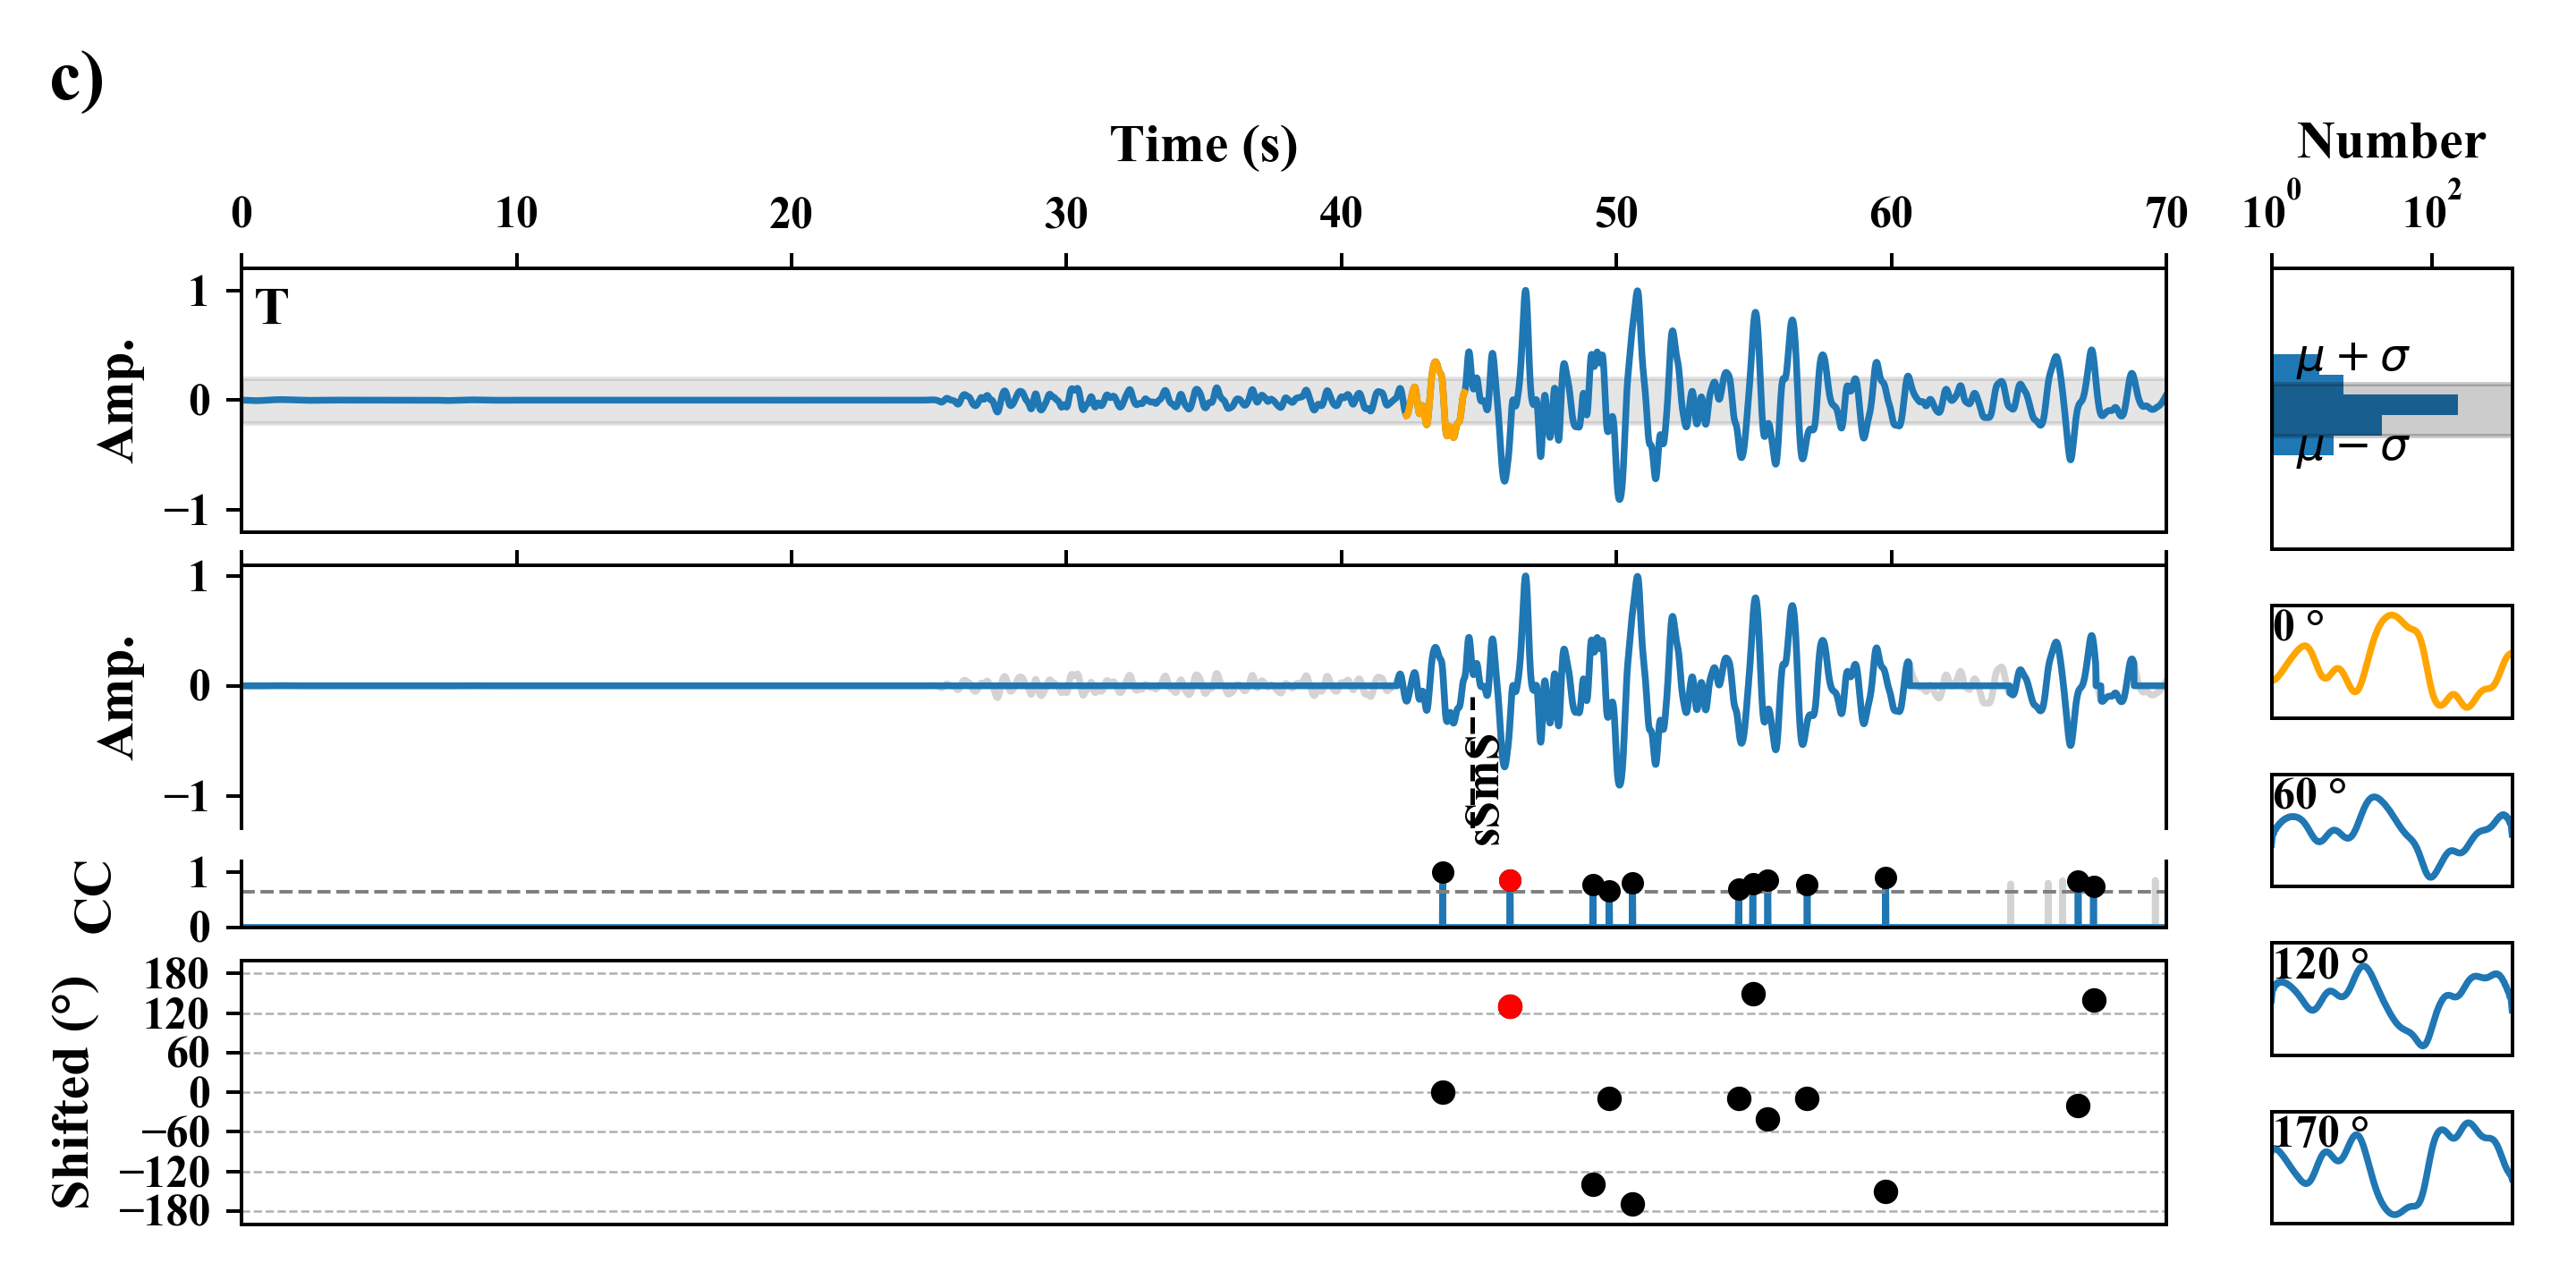 c)
Time (s)
Number
0 10 20 30 40 50 60 70
10^0 10^2
T
Amp.
1
0
−1
μ + σ
μ − σ
Amp.
1
0
−1
sSmS
0 °
60 °
CC
1
0
120 °
Shifted (°)
180
120
60
0
−60
−120
−180
170 °